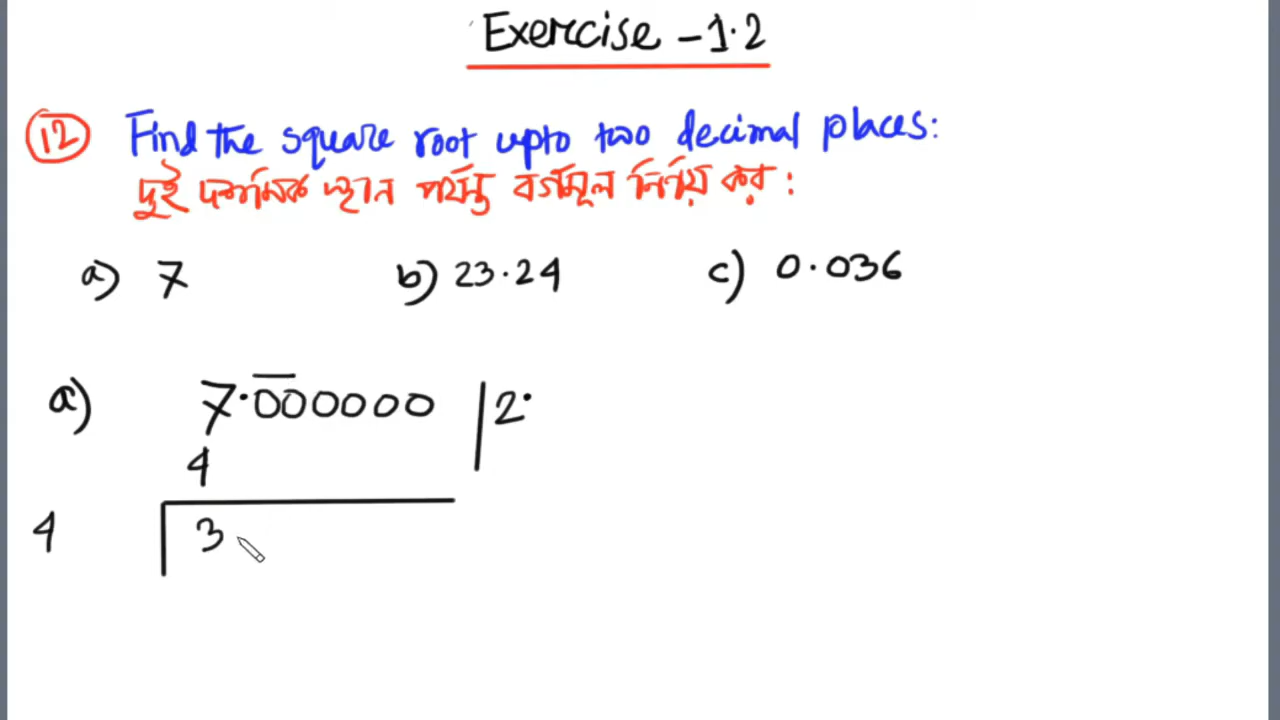 Exercise - 1.2
12 Find the square root upto two decimal places:
দুই দশমিক স্থান পর্যন্ত বর্গমূল নির্ণয় কর :
a) 7 b) 23.24 c) 0.036
a) 7.000000 2.
4
4 3